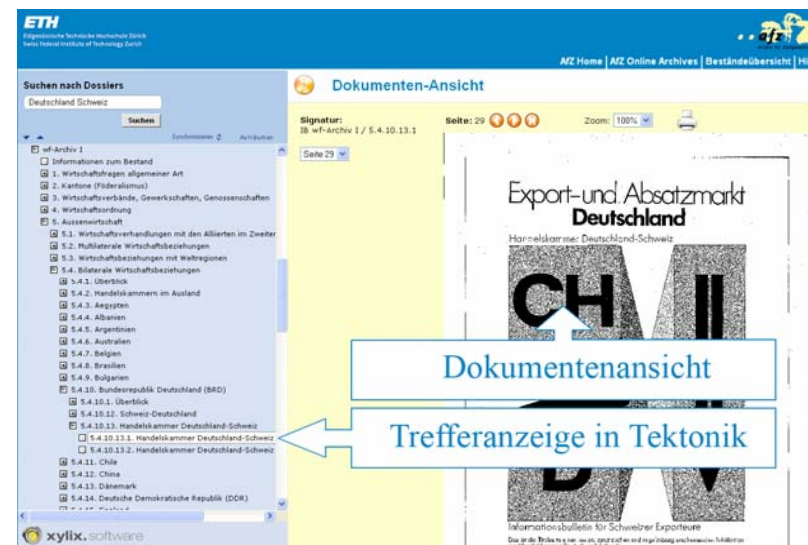 ETH
Eidgenössische Technische Hochschule Zürich
Swiss Federal Institute of Technology Zurich
afz
AfZ Home | AfZ Online Archives | Beständeübersicht |
Suchen nach Dossiers
Deutschland Schweiz
Suchen
Synchronisieren
Aufräumen
wf-Archiv I
Informationen zum Bestand
1. Wirtschaftsfragen allgemeiner Art
2. Kantone (Föderalismus)
3. Wirtschaftsverbände, Gewerkschaften, Genossenschaften
4. Wirtschaftsordnung
5. Aussenwirtschaft
5.1. Wirtschaftsverhandlungen mit den Alliierten im Zweiter
5.2. Multilaterale Wirtschaftsbeziehungen
5.3. Wirtschaftsbeziehungen mit Weltregionen
5.4. Bilaterale Wirtschaftsbeziehungen
5.4.1. Überblick
5.4.2. Handelskammern im Ausland
5.4.3. Aegypten
5.4.4. Albanien
5.4.5. Argentinien
5.4.6. Australien
5.4.7. Belgien
5.4.8. Brasilien
5.4.9. Bulgarien
5.4.10. Bundesrepublik Deutschland (BRD)
5.4.10.1. Überblick
5.4.10.12. Schweiz-Deutschland
5.4.10.13. Handelskammer Deutschland-Schweiz
5.4.10.13.1. Handelskammer Deutschland-Schweiz
5.4.10.13.2. Handelskammer Deutschland-Schweiz
5.4.11. Chile
5.4.12. China
5.4.13. Dänemark
5.4.14. Deutsche Demokratische Republik (DDR)
xylix.software
Dokumenten-Ansicht
Signatur:
IB wf-Archiv I / 5.4.10.13.1
Seite 29
Seite: 29
Zoom: 100%
Export-und Absatzmarkt
Deutschland
Handelskammer Deutschland-Schweiz
CH
D
Dokumentenansicht
Trefferanzeige in Tektonik
Informationsbulletin für Schweizer Exporteure